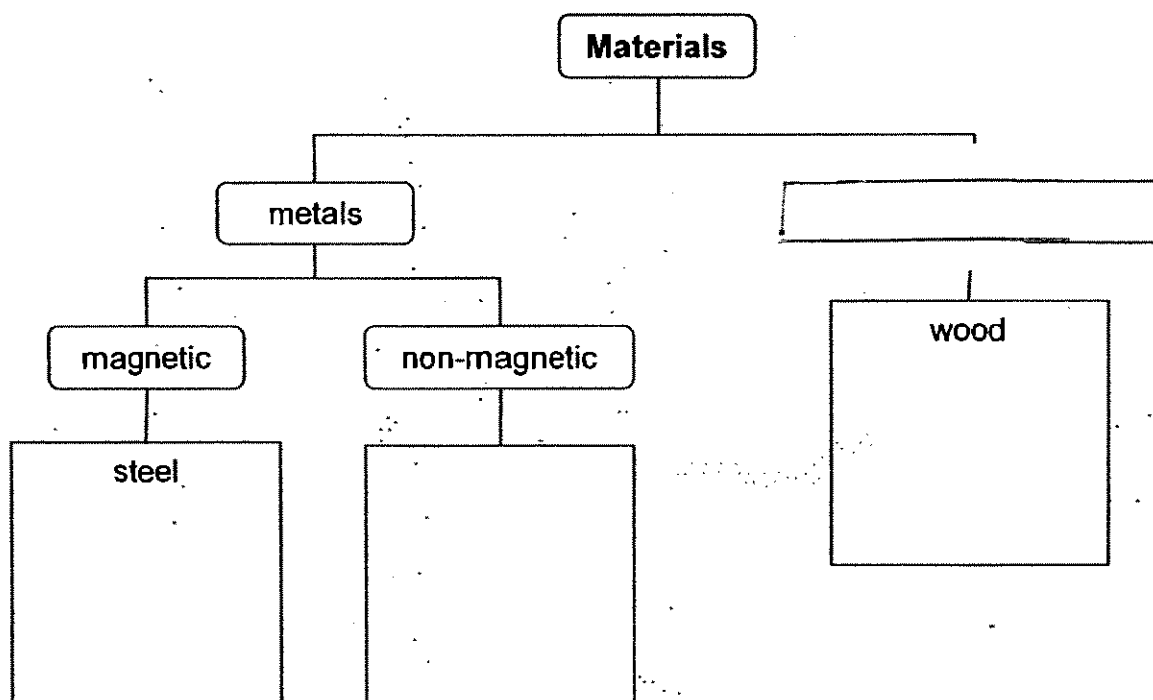 Materials
metals
magnetic
non-magnetic
wood
steel